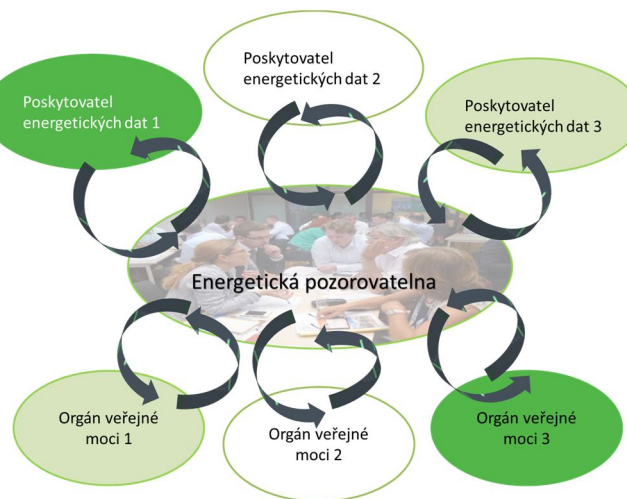 Poskytovatel
energetických dat 1
Poskytovatel
energetických dat 2
Poskytovatel
energetických dat 3
Energetická pozorovatelna
Orgán veřejné
moci 1
Orgán veřejné
moci 2
Orgán veřejné
moci 3